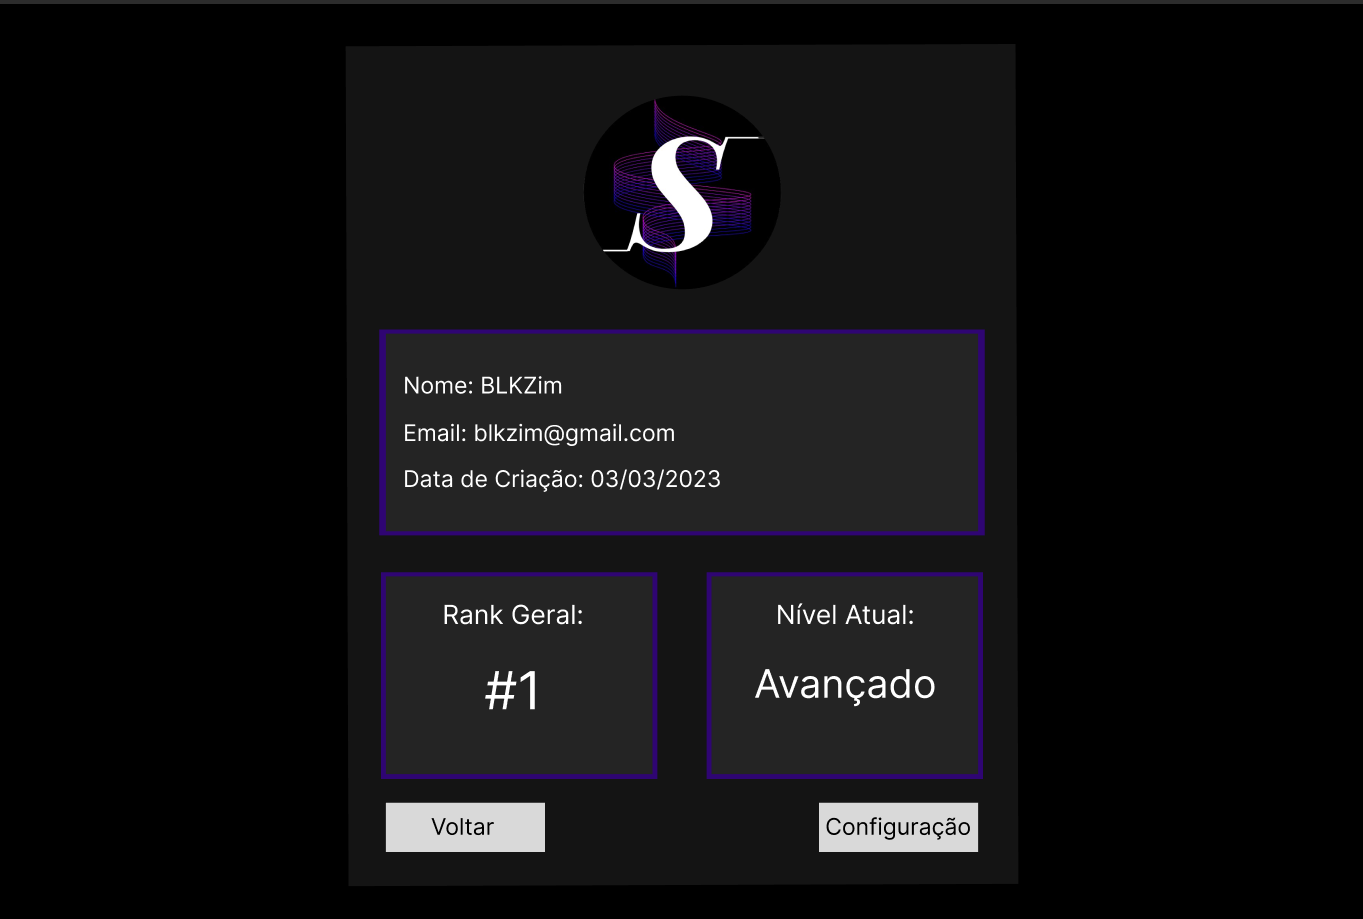 S
Nome: BLKZim
Email: blkzim@gmail.com
Data de Criação: 03/03/2023
Rank Geral:
#1
Nível Atual:
Avançado
Voltar
Configuração